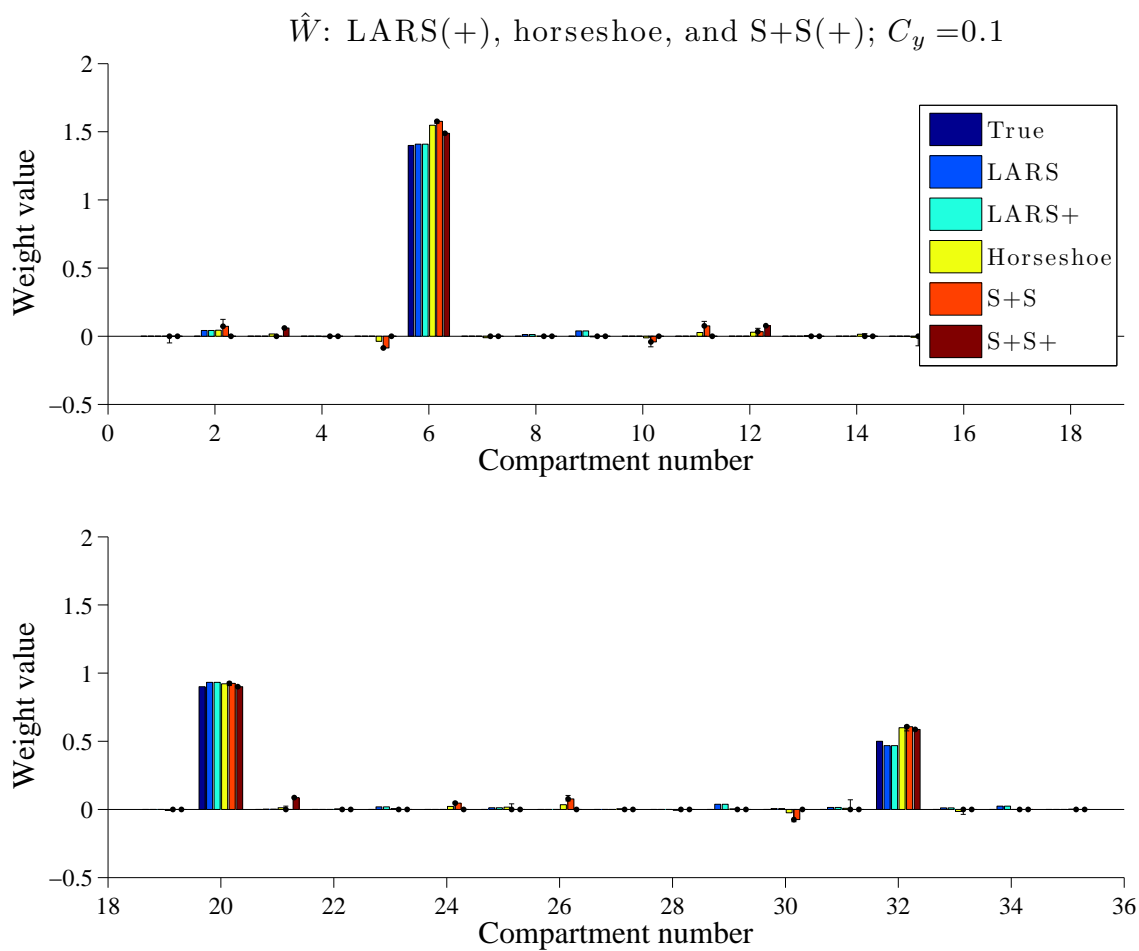 Ŵ: LARS(+), horseshoe, and S+S(+); C_y =0.1
2
1.5
1
0.5
0
−0.5
Weight value
0 2 4 6 8 10 12 14 16 18
Compartment number
True
LARS
LARS+
Horseshoe
S+S
S+S+
2
1.5
1
0.5
0
−0.5
Weight value
18 20 22 24 26 28 30 32 34 36
Compartment number